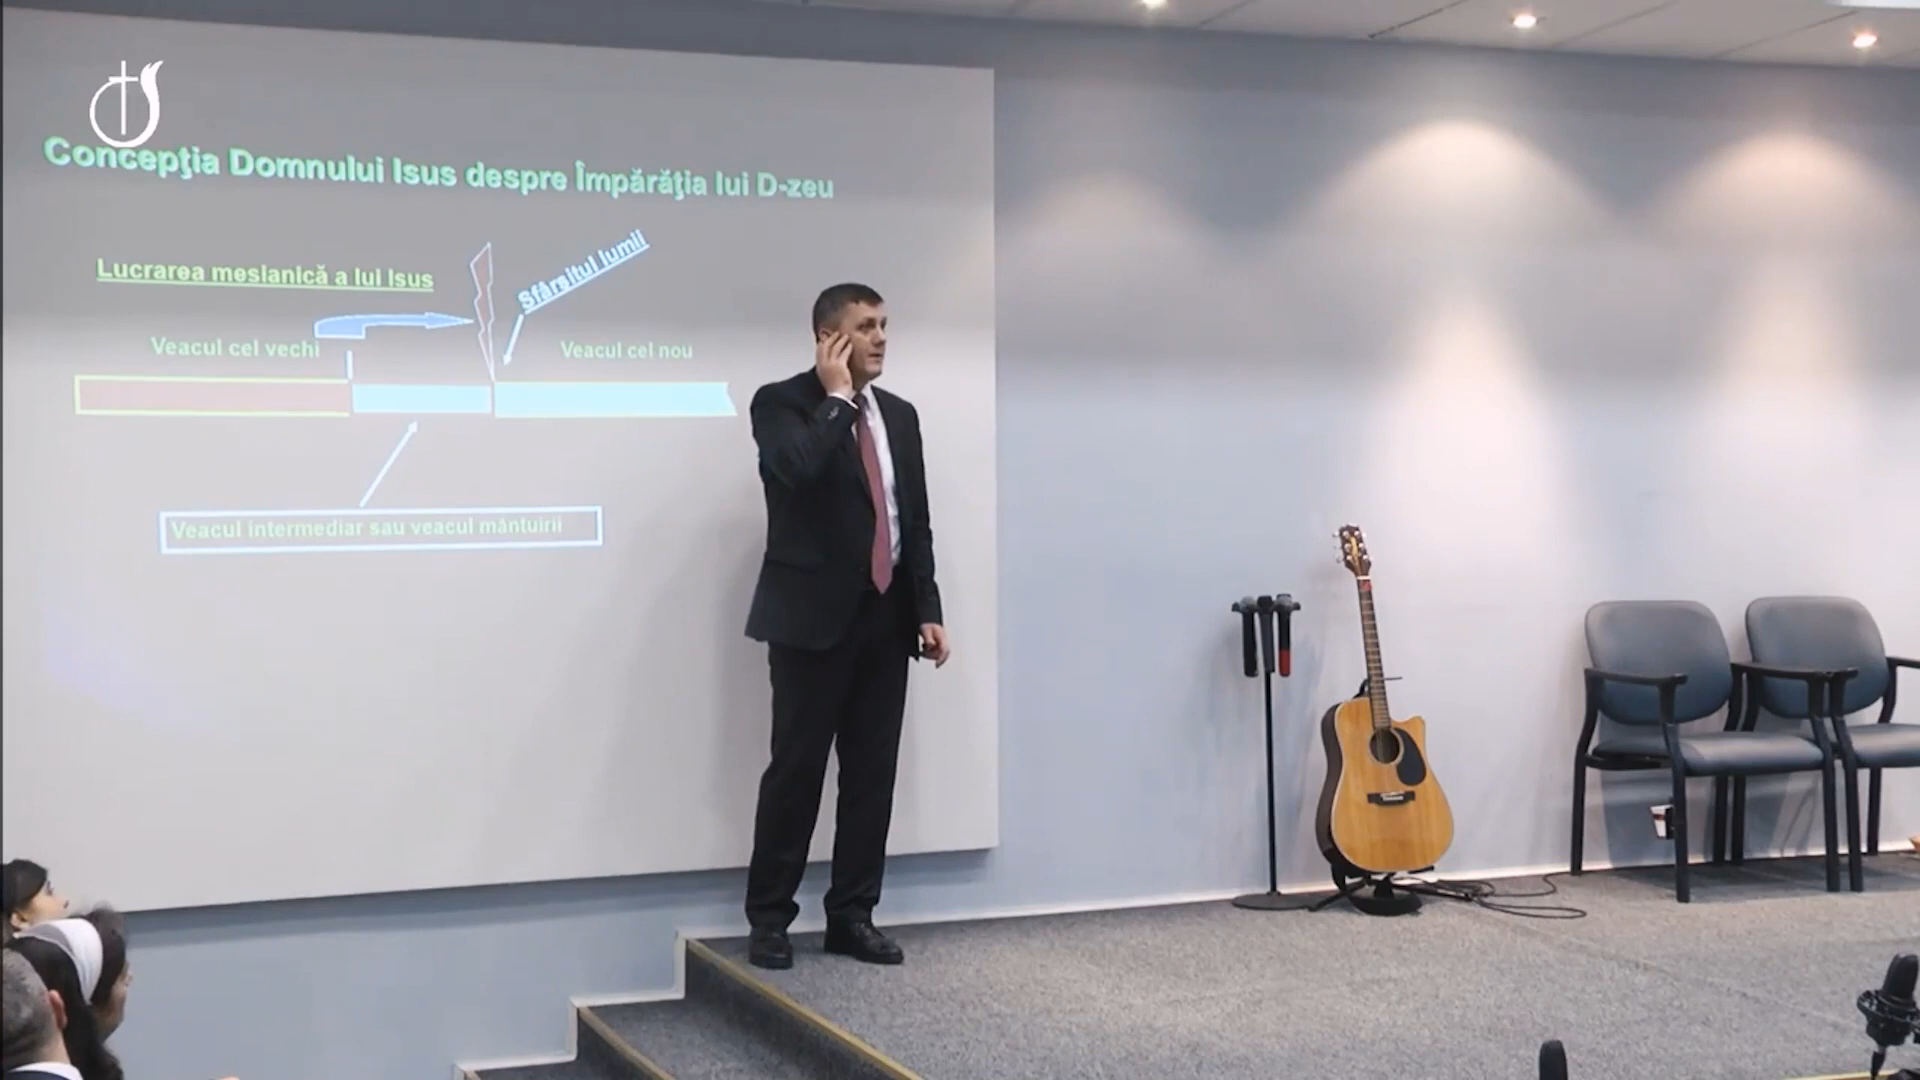 Concepţia Domnului Isus despre Împărăţia lui D-zeu
Lucrarea mesianică a lui Isus
Sfârşitul lumii
Veacul cel vechi
Veacul cel nou
Veacul intermediar sau veacul mântuirii